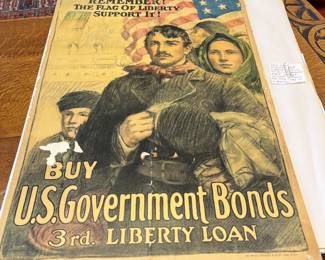 REMEMBER!
THE FLAG OF LIBERTY
SUPPORT IT!
BUY
U.S. Government Bonds
3rd. LIBERTY LOAN